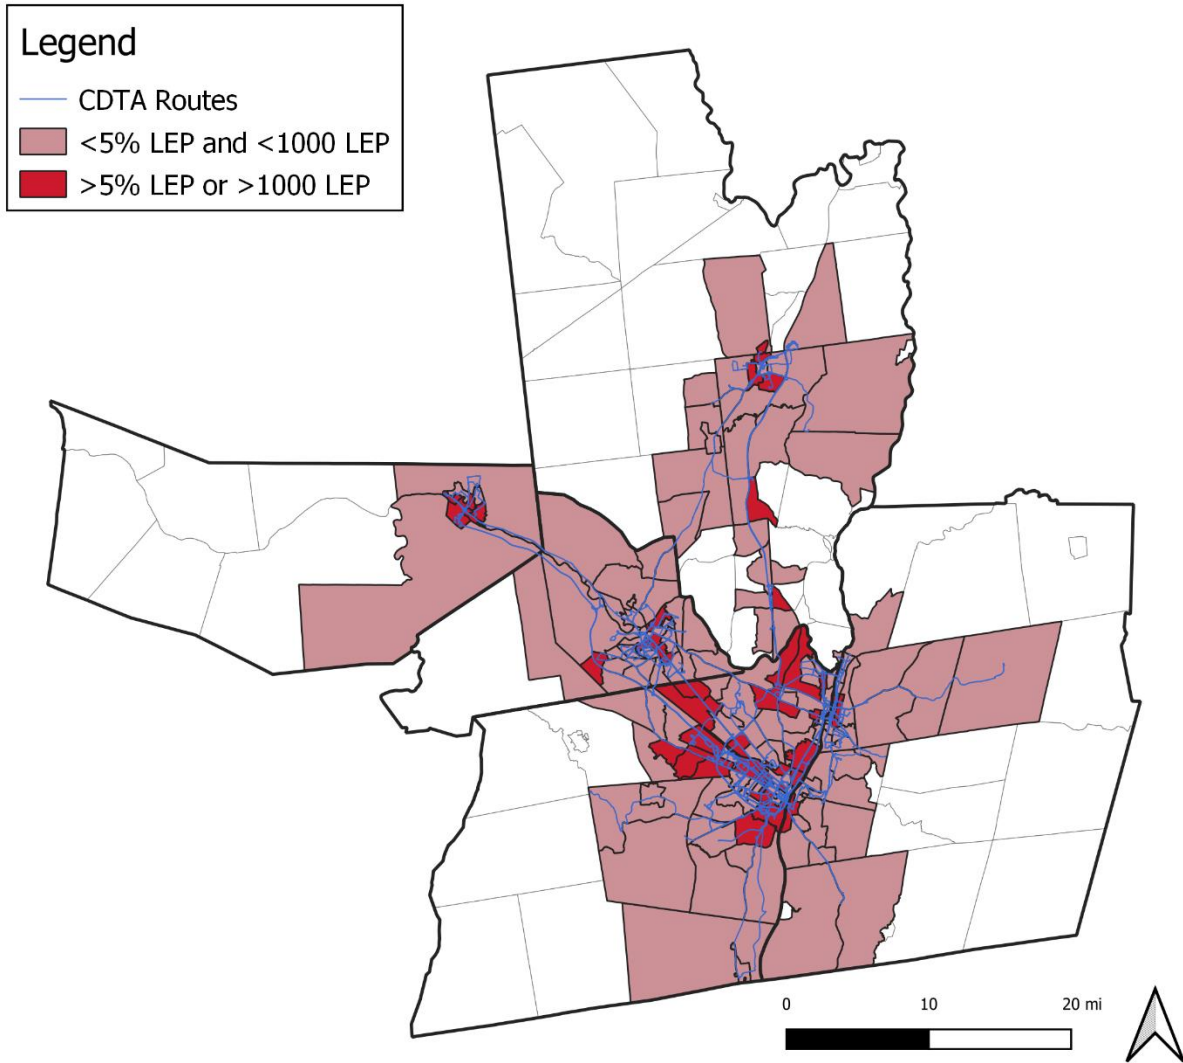 Legend
CDTA Routes
<5% LEP and <1000 LEP
>5% LEP or >1000 LEP
0 10 20 mi